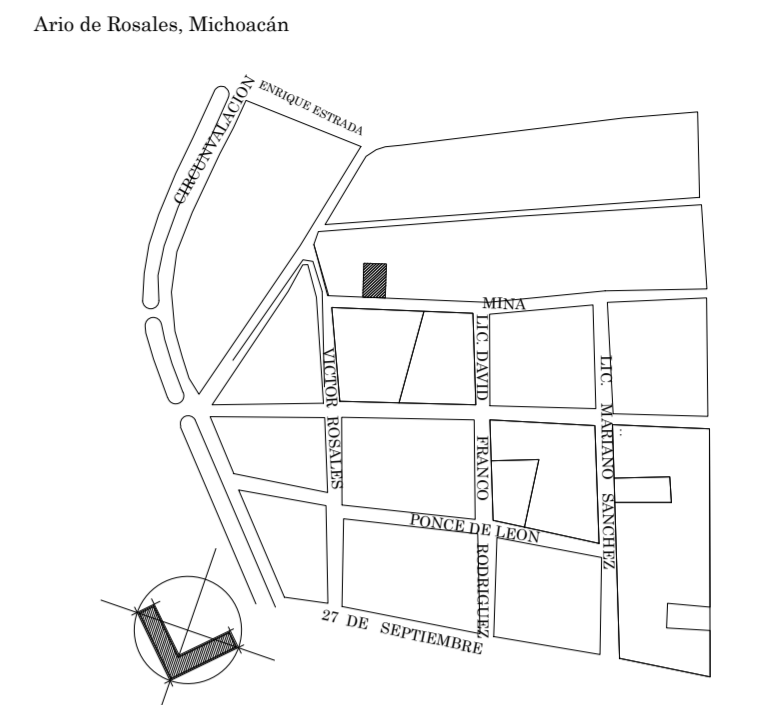 Ario de Rosales, Michoacán
ENRIQUE ESTRADA
CIRCUNVALACION
MINA
LIC. DAVID FRANCO RODRIGUEZ
VICTOR ROSALES
LIC. MARIANO SANCHEZ
PONCE DE LEON
27 DE SEPTIEMBRE